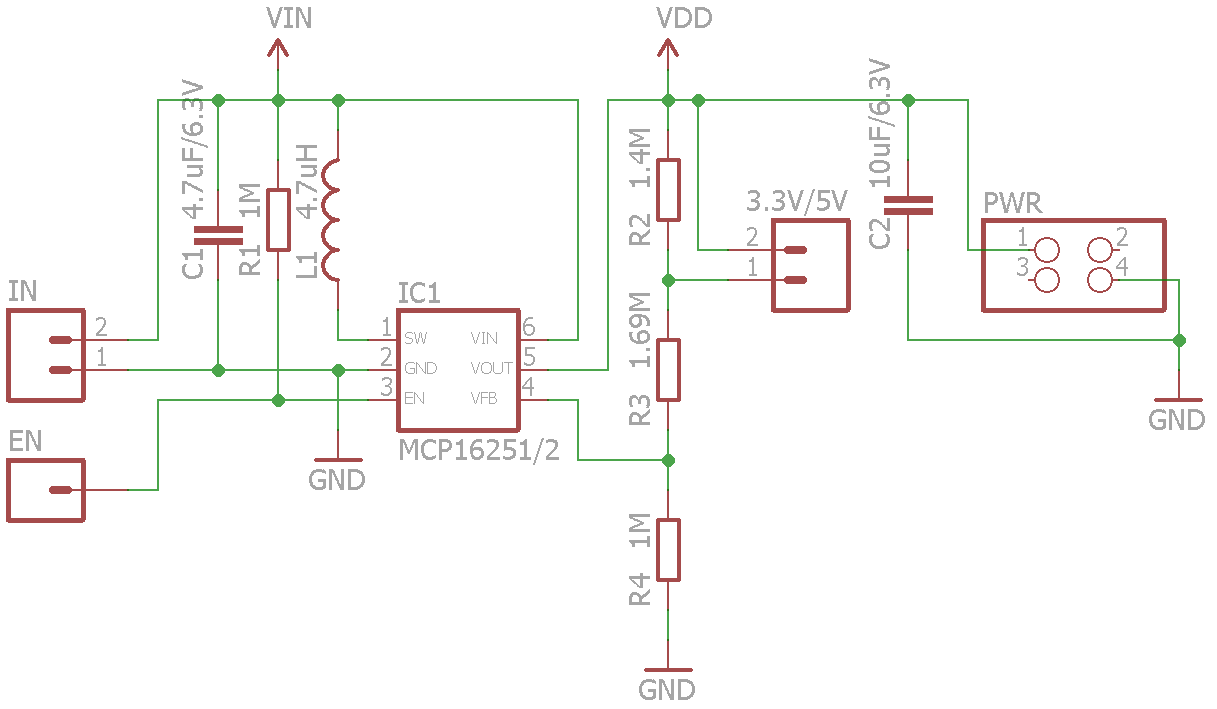 VIN
VDD
4.7uF/6.3V
C1
1M
R1
4.7uH
L1
1.4M
R2
10uF/6.3V
C2
3.3V/5V
2
1
PWR
1
2
3
4
IN
2
1
IC1
1
SW
VIN
6
2
GND
VOUT
5
3
EN
VFB
4
MCP16251/2
1.69M
R3
EN
GND
GND
1M
R4
GND